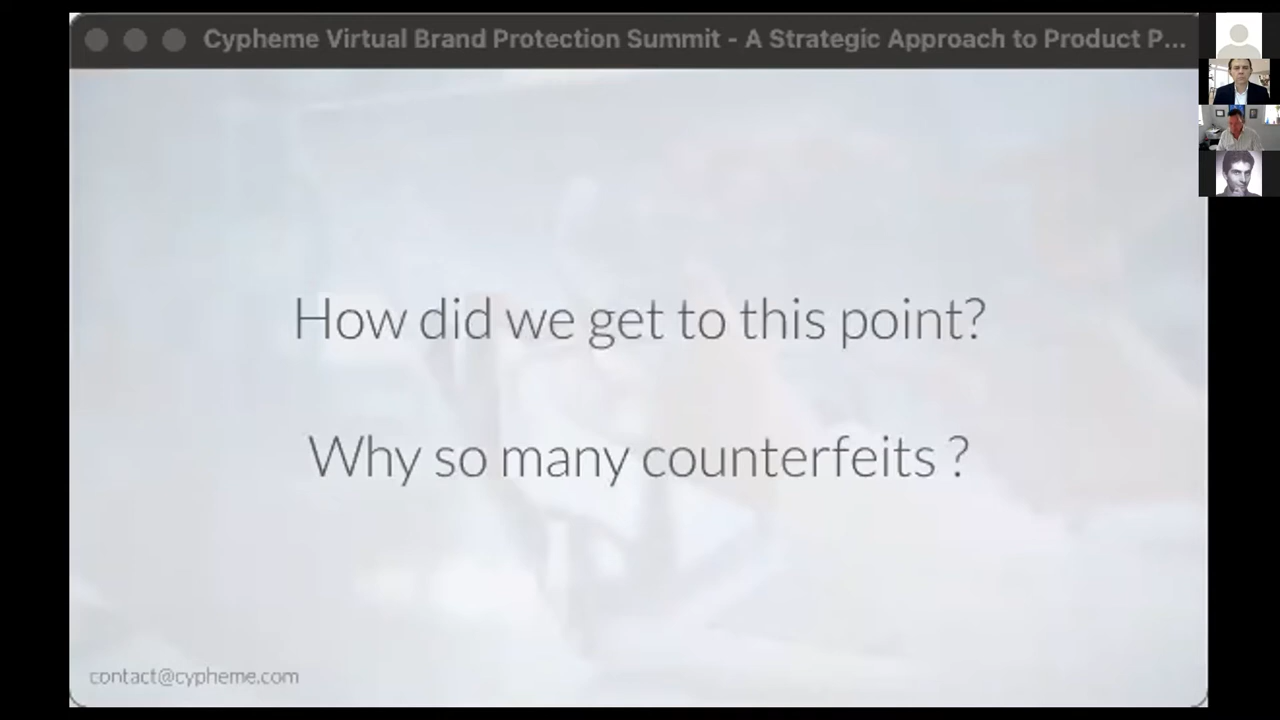 Cypheme Virtual Brand Protection Summit - A Strategic Approach to Product P...
How did we get to this point?
Why so many counterfeits ?
contact@cypheme.com